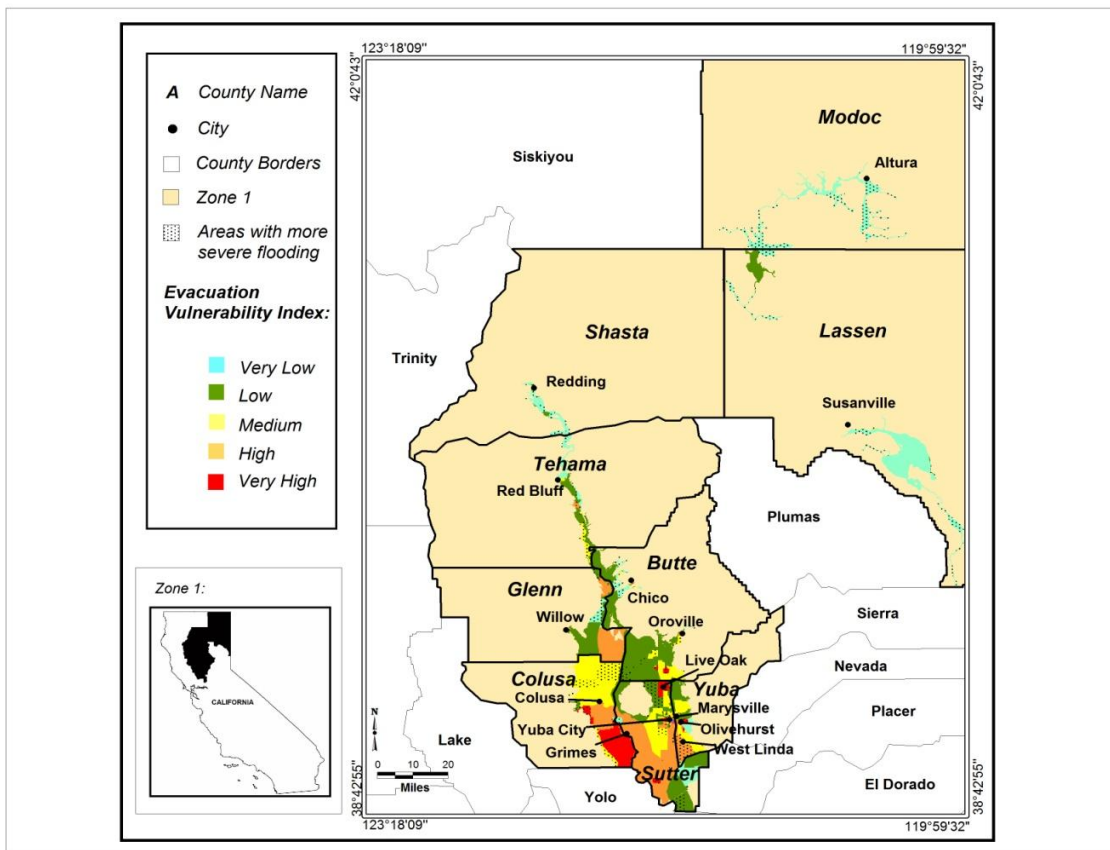 A County Name
City
County Borders
Zone 1
Areas with more
severe flooding
Evacuation
Vulnerability Index:
Very Low
Low
Medium
High
Very High
Zone 1:
CALIFORNIA
123°18'09"
119°59'32"
42°0'43"
42°0'43"
Modoc
Altura
Siskiyou
Shasta
Lassen
Trinity
Redding
Susanville
Tehama
Red Bluff
Plumas
Butte
Glenn
Chico
Sierra
Willow
Oroville
Live Oak
Nevada
Colusa
Yuba
Colusa
Marysville
Placer
Yuba City
Olivehurst
Lake
Grimes
West Linda
N
Sutter
0 10 20
Miles
Yolo
El Dorado
38°42'55"
38°42'55"
123°18'09"
119°59'32"